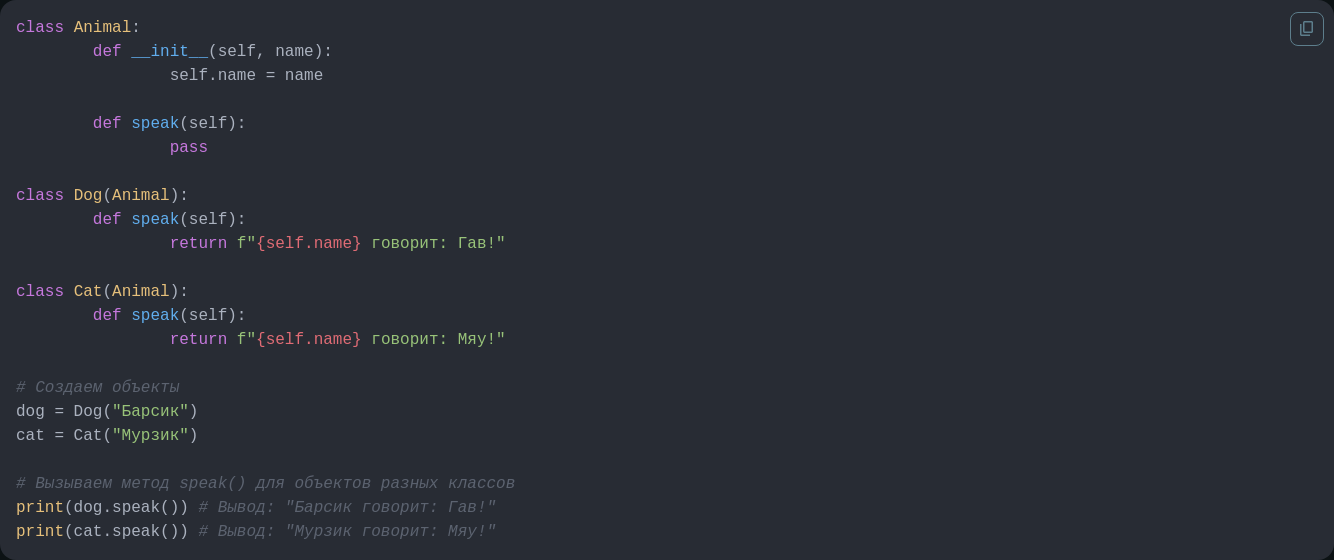 class Animal:
        def __init__(self, name):
                self.name = name

        def speak(self):
                pass

class Dog(Animal):
        def speak(self):
                return f"{self.name} говорит: Гав!"

class Cat(Animal):
        def speak(self):
                return f"{self.name} говорит: Мяу!"

# Создаем объекты
dog = Dog("Барсик")
cat = Cat("Мурзик")

# Вызываем метод speak() для объектов разных классов
print(dog.speak()) # Вывод: "Барсик говорит: Гав!"
print(cat.speak()) # Вывод: "Мурзик говорит: Мяу!"